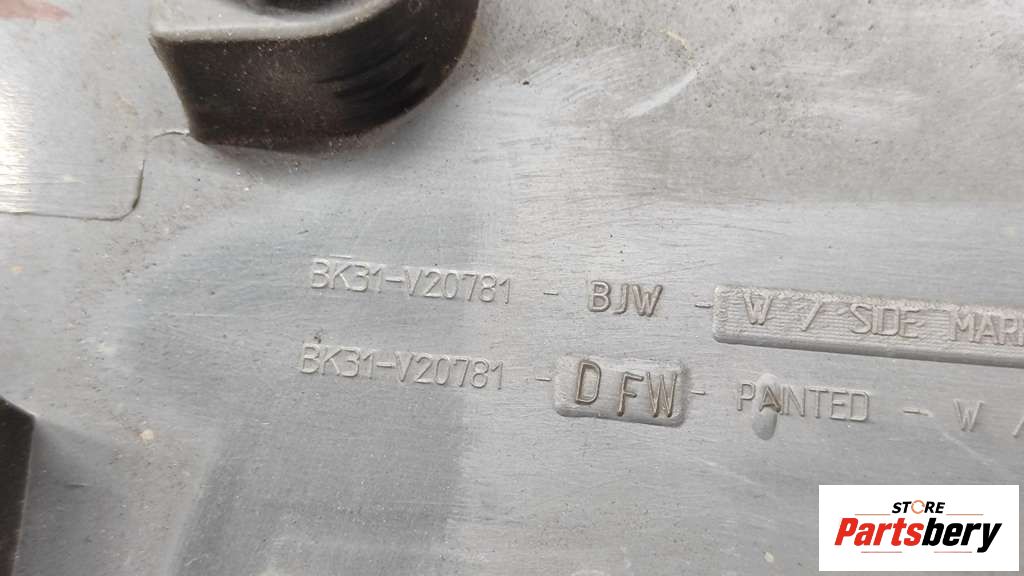 BK31-V20781 - BJW - W / SIDE MAR
BK31-V20781 - DFW - PAINTED - W /
STORE
Partsbery